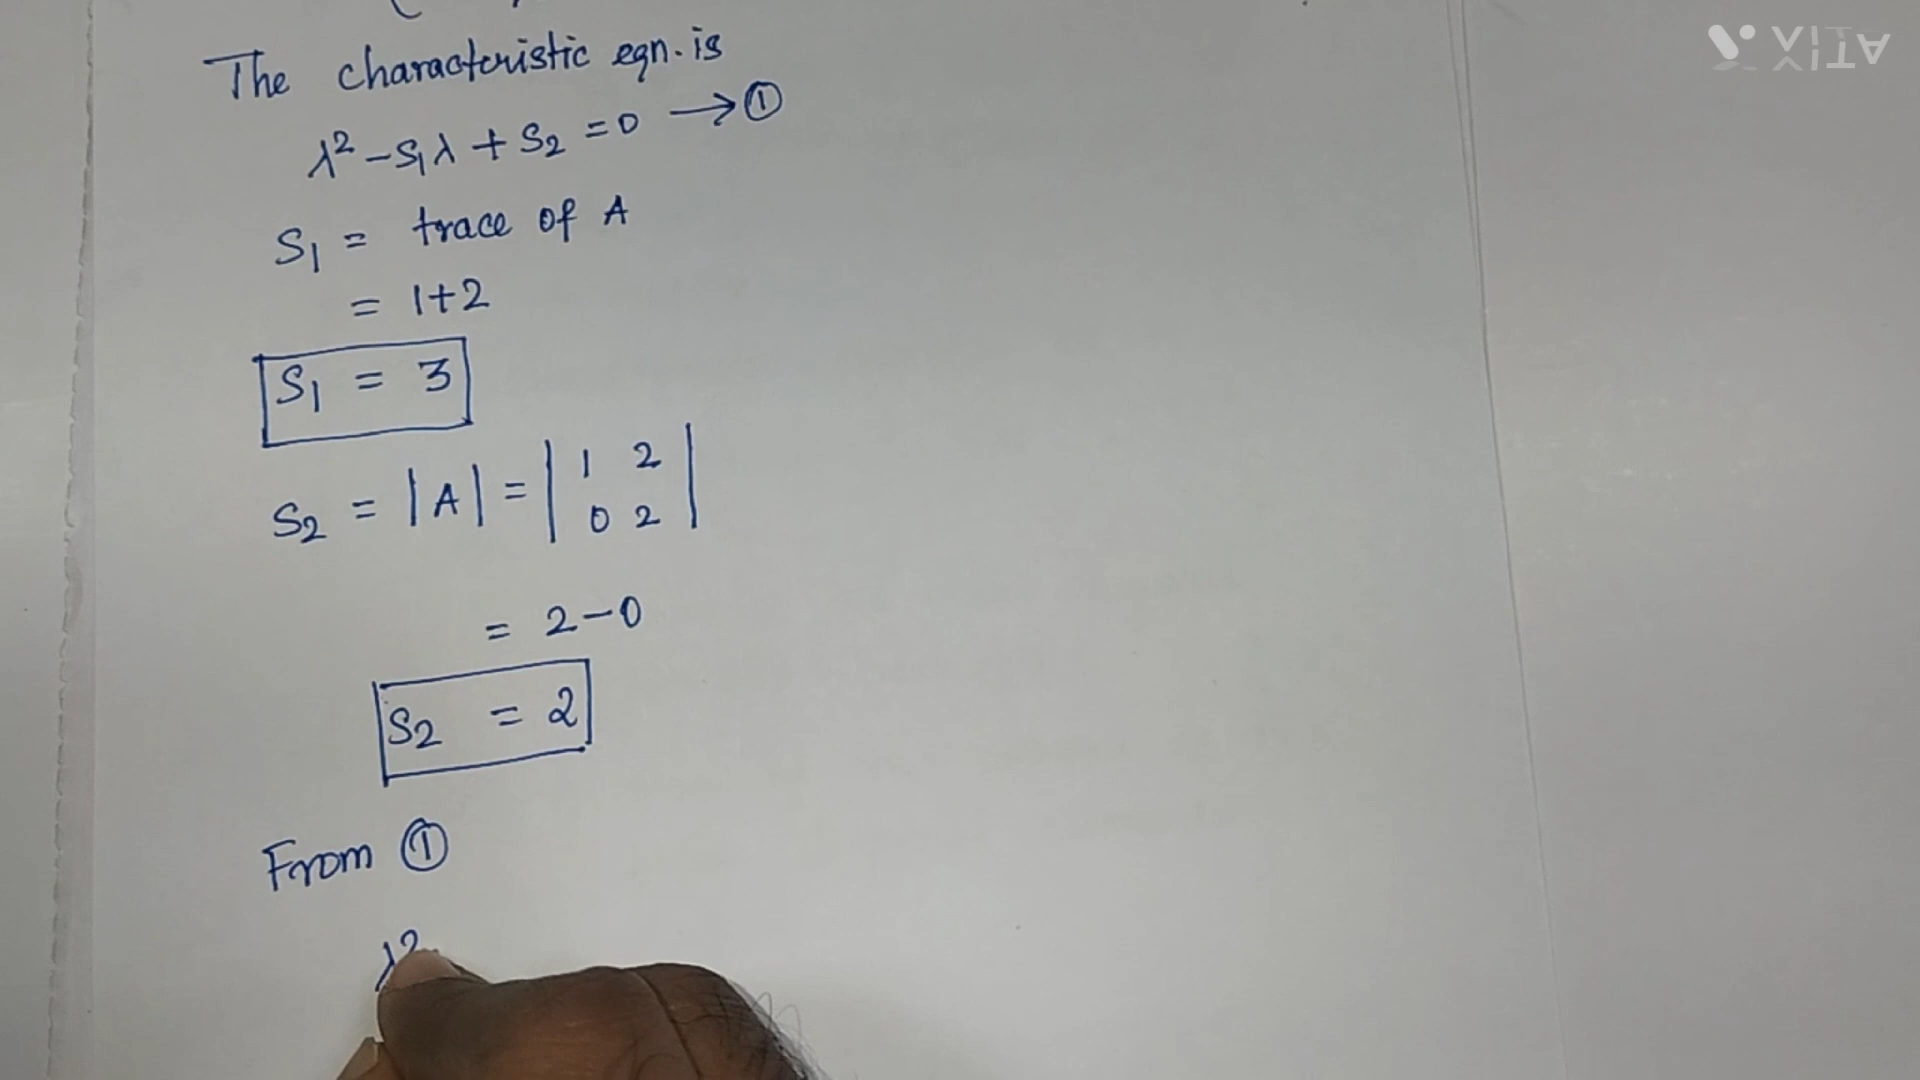 VITA
The characteristic eqn. is
λ² - S₁λ + S₂ = 0 → ①
S₁ = trace of A
= 1+2
S₁ = 3
S₂ = |A| = | 1 2
0 2 |
= 2-0
S₂ = 2
From ①
λ²